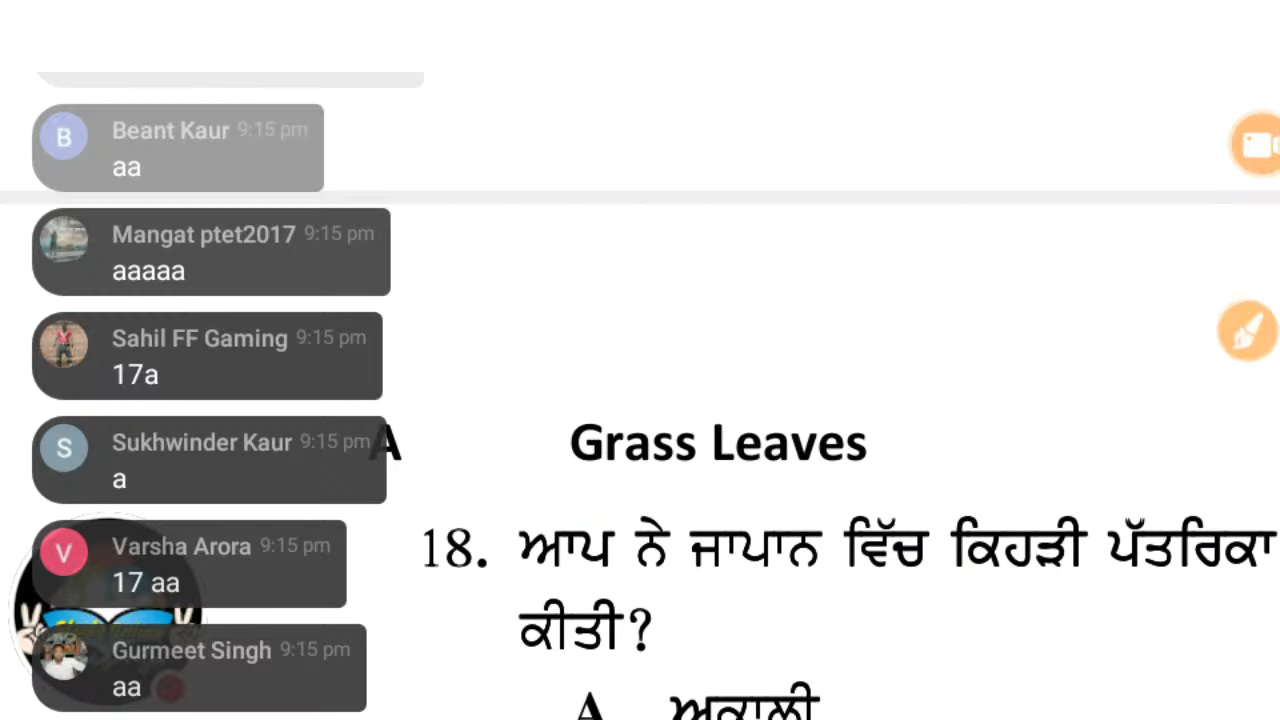 Beant Kaur 9:15 pm
aa
Mangat ptet2017 9:15 pm
aaaaa
Sahil FF Gaming 9:15 pm
17a
Sukhwinder Kaur 9:15 pm
a
A Grass Leaves
18. ਆਪ ਨੇ ਜਾਪਾਨ ਵਿੱਚ ਕਿਹੜੀ ਪੱਤਰਿਕਾ
Varsha Arora 9:15 pm
17 aa
ਕੀਤੀ?
Gurmeet Singh 9:15 pm
aa
A ਅਕਾਲੀ